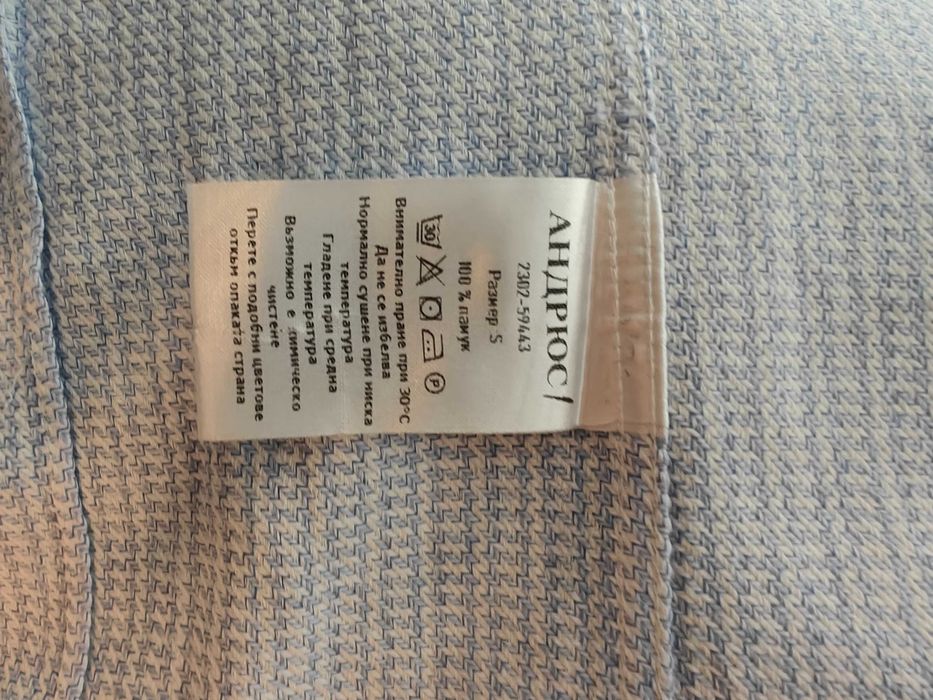 АНДРЮС/
2302-59443
Размер S
100 % памук
30 P
Внимателно пране при 30°C
Да не се избелва
Нормално сушене при ниска
температура
Гладене при средна
температура
Възможно е химическо
чистене
Перете с подобни цветове
откъм опаката страна